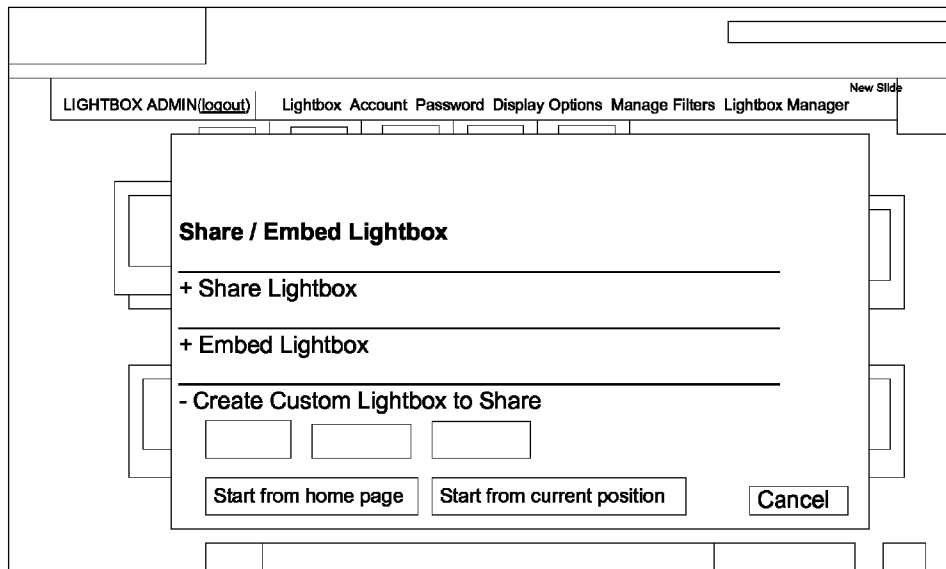 New Slide
LIGHTBOX ADMIN(logout) Lightbox Account Password Display Options Manage Filters Lightbox Manager
Share / Embed Lightbox
+ Share Lightbox
+ Embed Lightbox
- Create Custom Lightbox to Share
Start from home page Start from current position Cancel